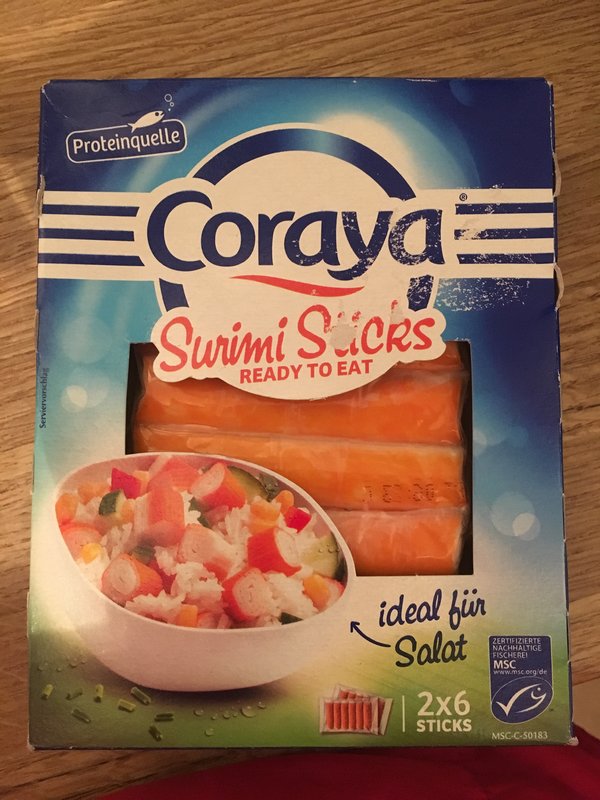 Proteinquelle
Coraya®
Surimi Sticks
READY TO EAT
Serviervorschlag
ideal für
Salat
2x6
STICKS
ZERTIFIZIERTE
NACHHALTIGE
FISCHEREI
MSC
www.msc.org/de
MSC-C-50183